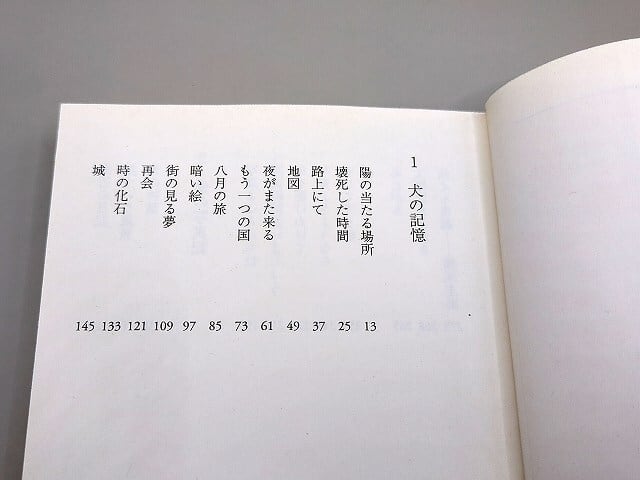 1 犬の記憶
陽の当たる場所 13
壊死した時間 25
路上にて 37
地図 49
夜がまた来る 61
もう一つの国 73
八月の旅 85
暗い絵 97
街の見る夢 109
再会 121
時の化石 133
城 145